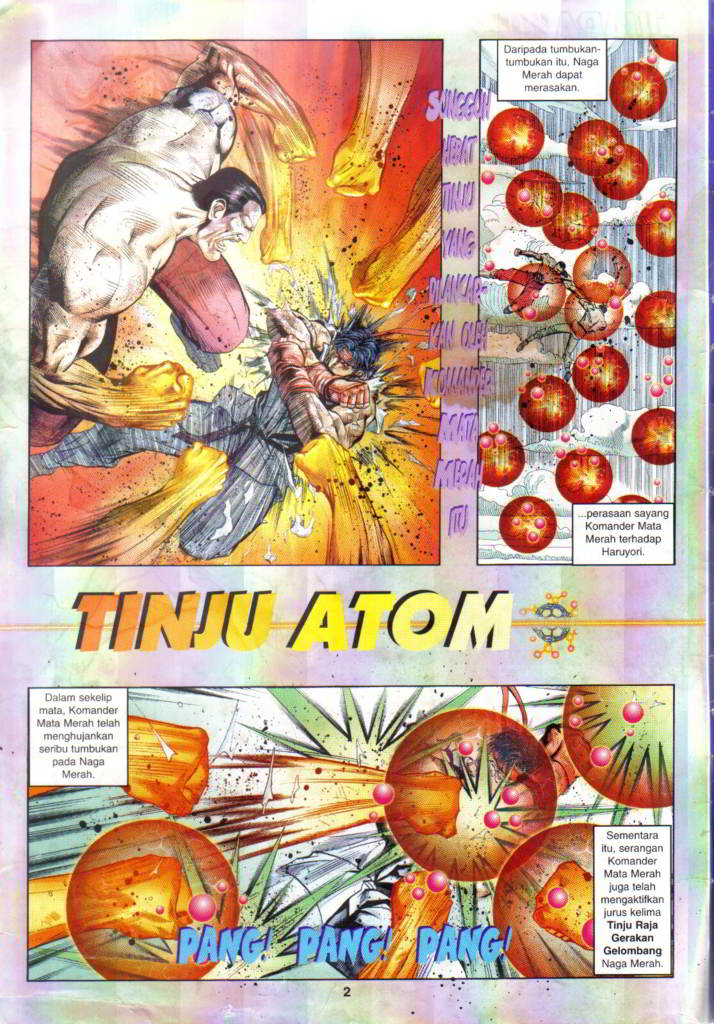 Daripada tumbukan-
tumbukan itu, Naga
Merah dapat
merasakan.
SUNGGUH
HEBAT
TINJU
YANG
DILANCAR-
KAN OLEH
KOMANDER
MATA
MERAH
ITU
...perasaan sayang
Komander Mata
Merah terhadap
Haruyori.
TINJU ATOM
Dalam sekelip
mata, Komander
Mata Merah telah
menghujankan
seribu tumbukan
pada Naga
Merah.
Sementara
itu, serangan
Komander
Mata Merah
juga telah
mengaktifkan
jurus kelima
Tinju Raja
Gerakan
Gelombang
Naga Merah.
PANG! PANG! PANG!
2